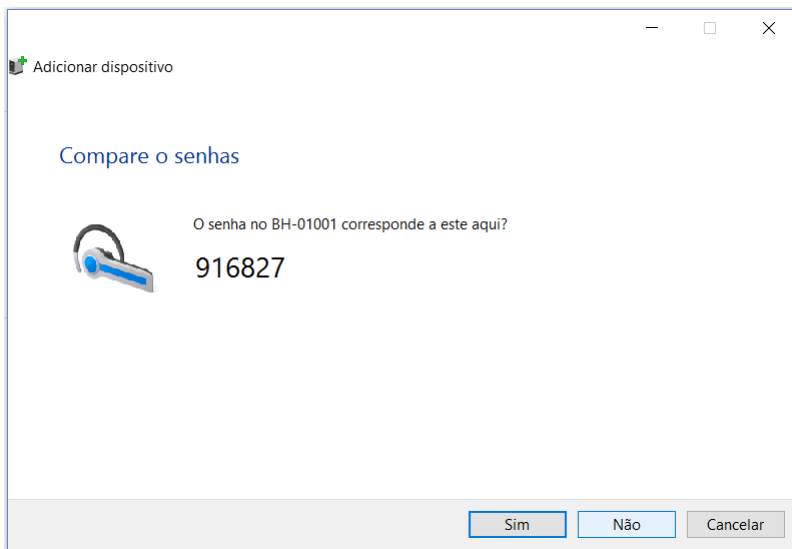 Adicionar dispositivo
Compare o senhas
O senha no BH-01001 corresponde a este aqui?
916827
Sim Não Cancelar